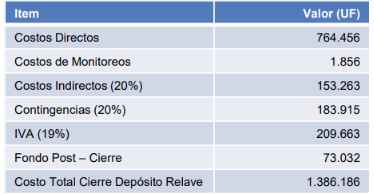 Item Valor (UF)
Costos Directos 764.456
Costos de Monitoreos 1.856
Costos Indirectos (20%) 153.263
Contingencias (20%) 183.915
IVA (19%) 209.663
Fondo Post – Cierre 73.032
Costo Total Cierre Depósito Relave 1.386.186